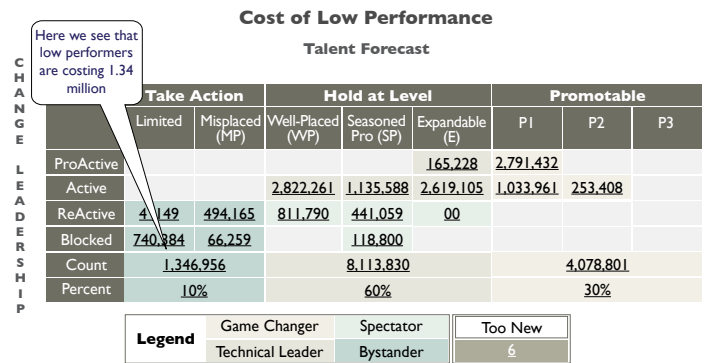 Cost of Low Performance
Talent Forecast
Here we see that
low performers
are costing 1.34
million
CHANGE LEADERSHIP
Take Action Hold at Level Promotable
Limited Misplaced (MP) Well-Placed (WP) Seasoned Pro (SP) Expandable (E) P1 P2 P3
ProActive 165,228 2,791,432
Active 2,822,261 1,135,588 2,619,105 1,033,961 253,408
ReActive 494,165 811,790 441,059 00
Blocked 740,384 66,259 118,800
Count 1,346,956 8,113,830 4,078,801
Percent 10% 60% 30%
Legend Game Changer Spectator Too New
Technical Leader Bystander 6